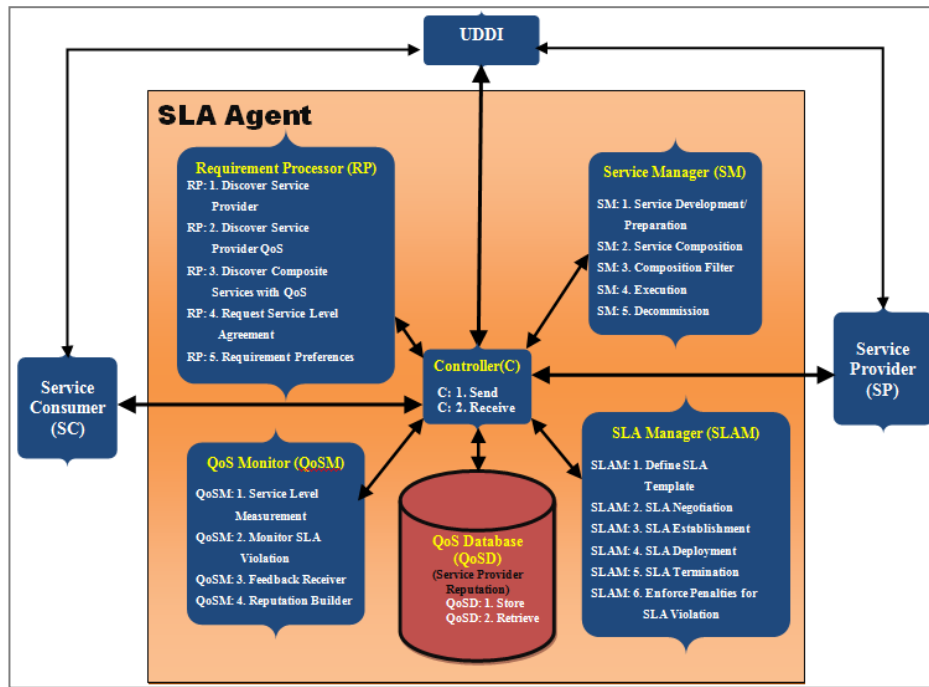 UDDI
SLA Agent
Requirement Processor (RP)
RP: 1. Discover Service
Provider
RP: 2. Discover Service
Provider QoS
RP: 3. Discover Composite
Services with QoS
RP: 4. Request Service Level
Agreement
RP: 5. Requirement Preferences
Service Manager (SM)
SM: 1. Service Development/
Preparation
SM: 2. Service Composition
SM: 3. Composition Filter
SM: 4. Execution
SM: 5. Decommission
Service
Consumer
(SC)
Controller(C)
C: 1. Send
C: 2. Receive
Service
Provider
(SP)
QoS Monitor (QoSM)
QoSM: 1. Service Level
Measurement
QoSM: 2. Monitor SLA
Violation
QoSM: 3. Feedback Receiver
QoSM: 4. Reputation Builder
QoS Database
(QoSD)
(Service Provider
Reputation)
QoSD: 1. Store
QoSD: 2. Retrieve
SLA Manager (SLAM)
SLAM: 1. Define SLA
Template
SLAM: 2. SLA Negotiation
SLAM: 3. SLA Establishment
SLAM: 4. SLA Deployment
SLAM: 5. SLA Termination
SLAM: 6. Enforce Penalties for
SLA Violation